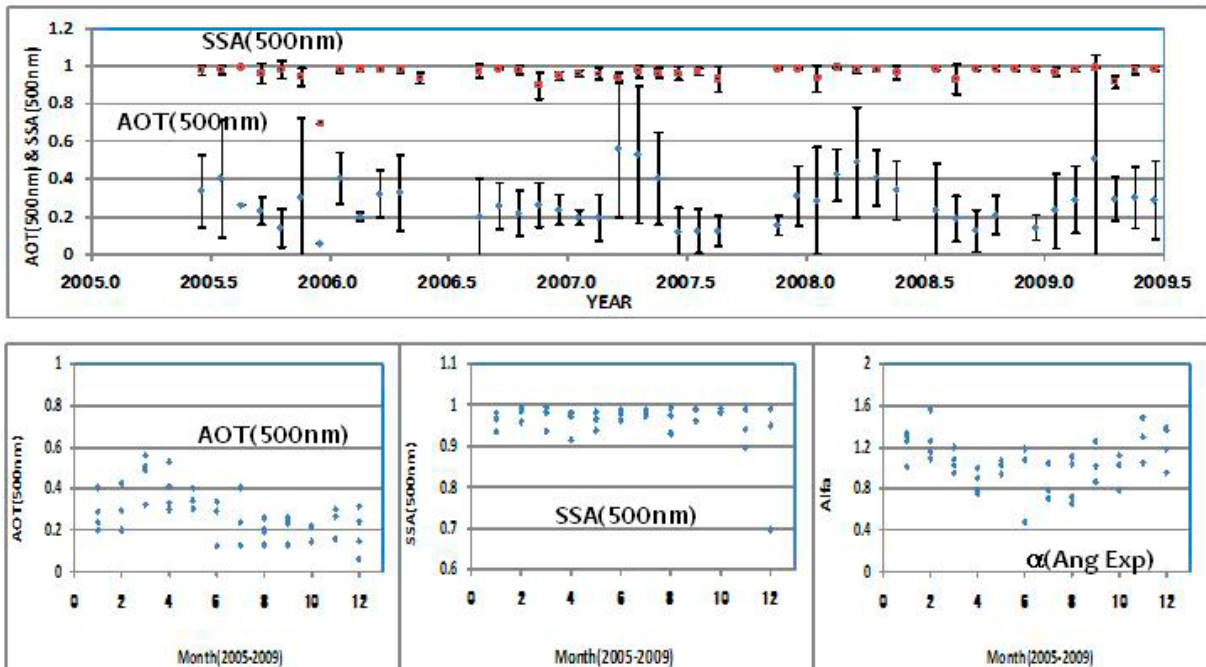 1.2
1
0.8
0.6
0.4
0.2
0
AOT(500nm) & SSA(500nm)
SSA(500nm)
AOT(500nm)
2005.0 2005.5 2006.0 2006.5 2007.0 2007.5 2008.0 2008.5 2009.0 2009.5
YEAR
1
0.8
0.6
0.4
0.2
0
AOT(500nm)
AOT(500nm)
0 2 4 6 8 10 12
Month(2005-2009)
1.1
1
0.9
0.8
0.7
0.6
SSA(500nm)
SSA(500nm)
0 2 4 6 8 10 12
Month(2005-2009)
2
1.6
1.2
0.8
0.4
0
Alfa
α(Ang Exp)
0 2 4 6 8 10 12
Month(2005-2009)